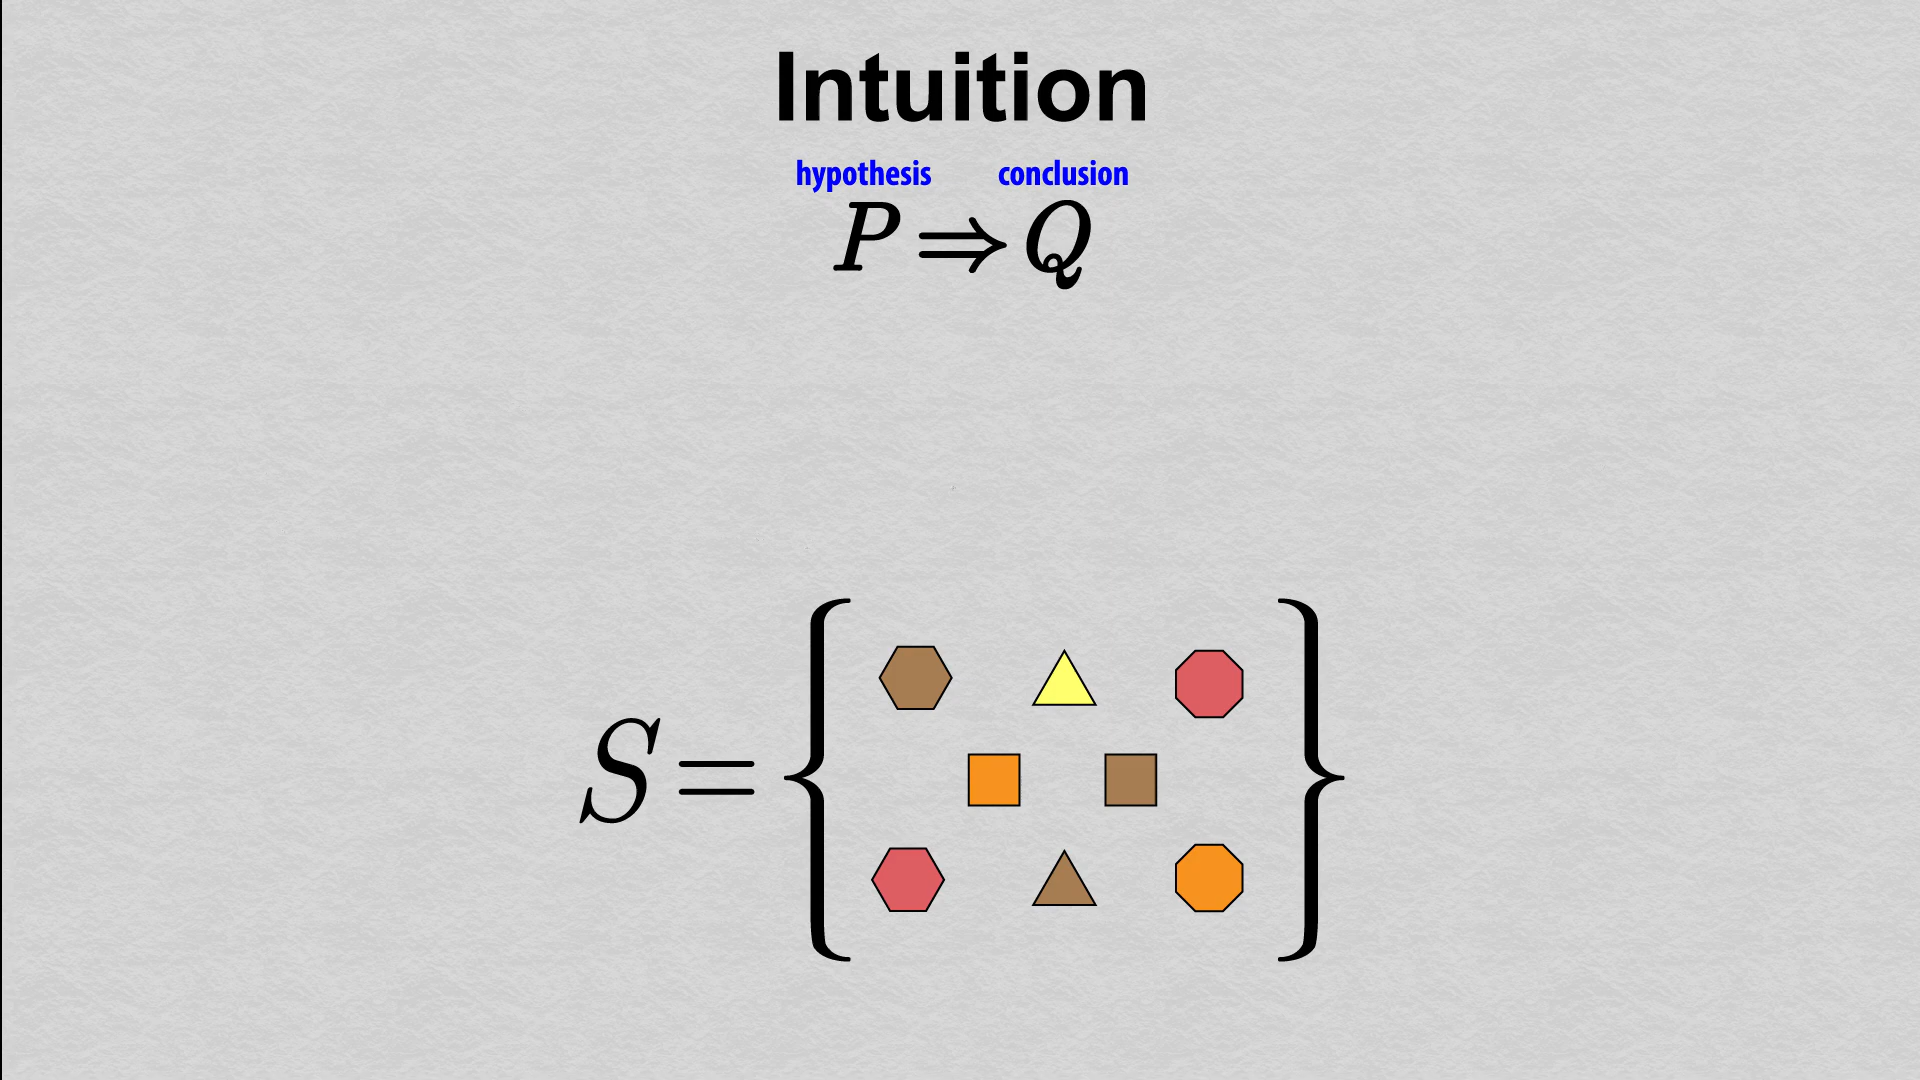 Intuition
hypothesis conclusion
P ⇒ Q
S = { }